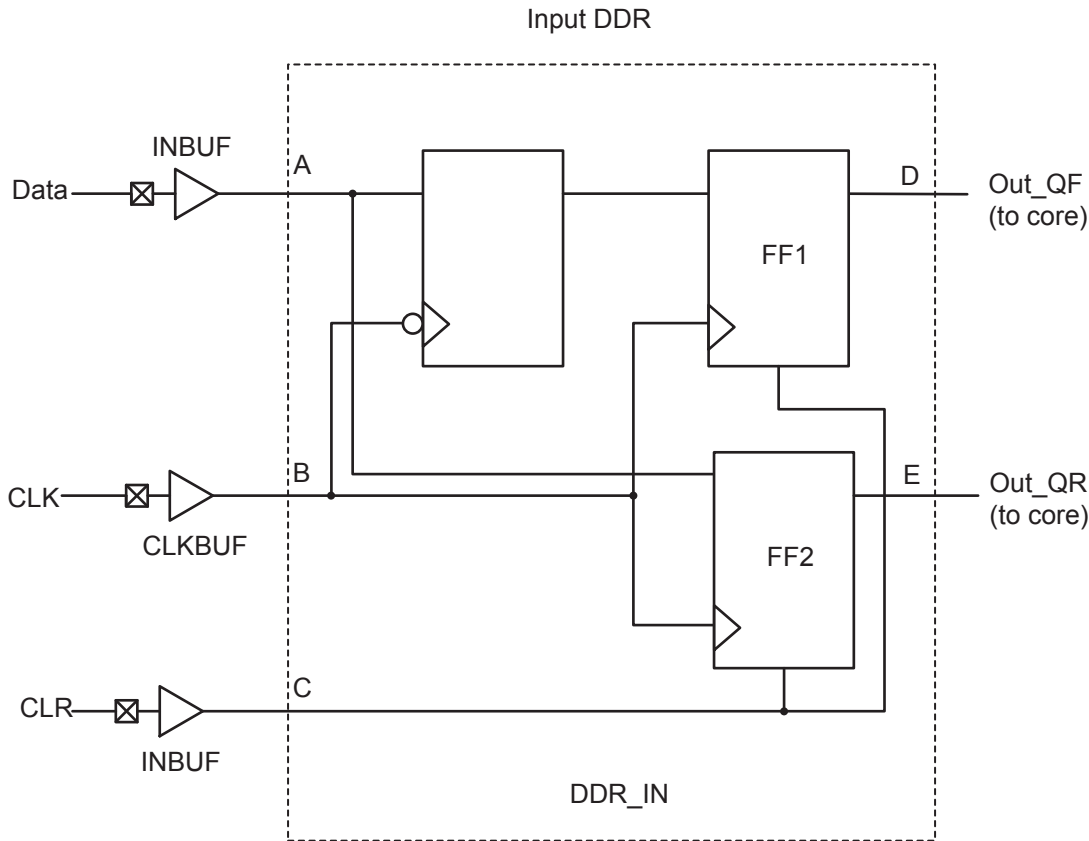 Input DDR
INBUF
A
Data
D
Out_QF
(to core)
FF1
B
CLK
CLKBUF
E
Out_QR
(to core)
FF2
C
CLR
INBUF
DDR_IN